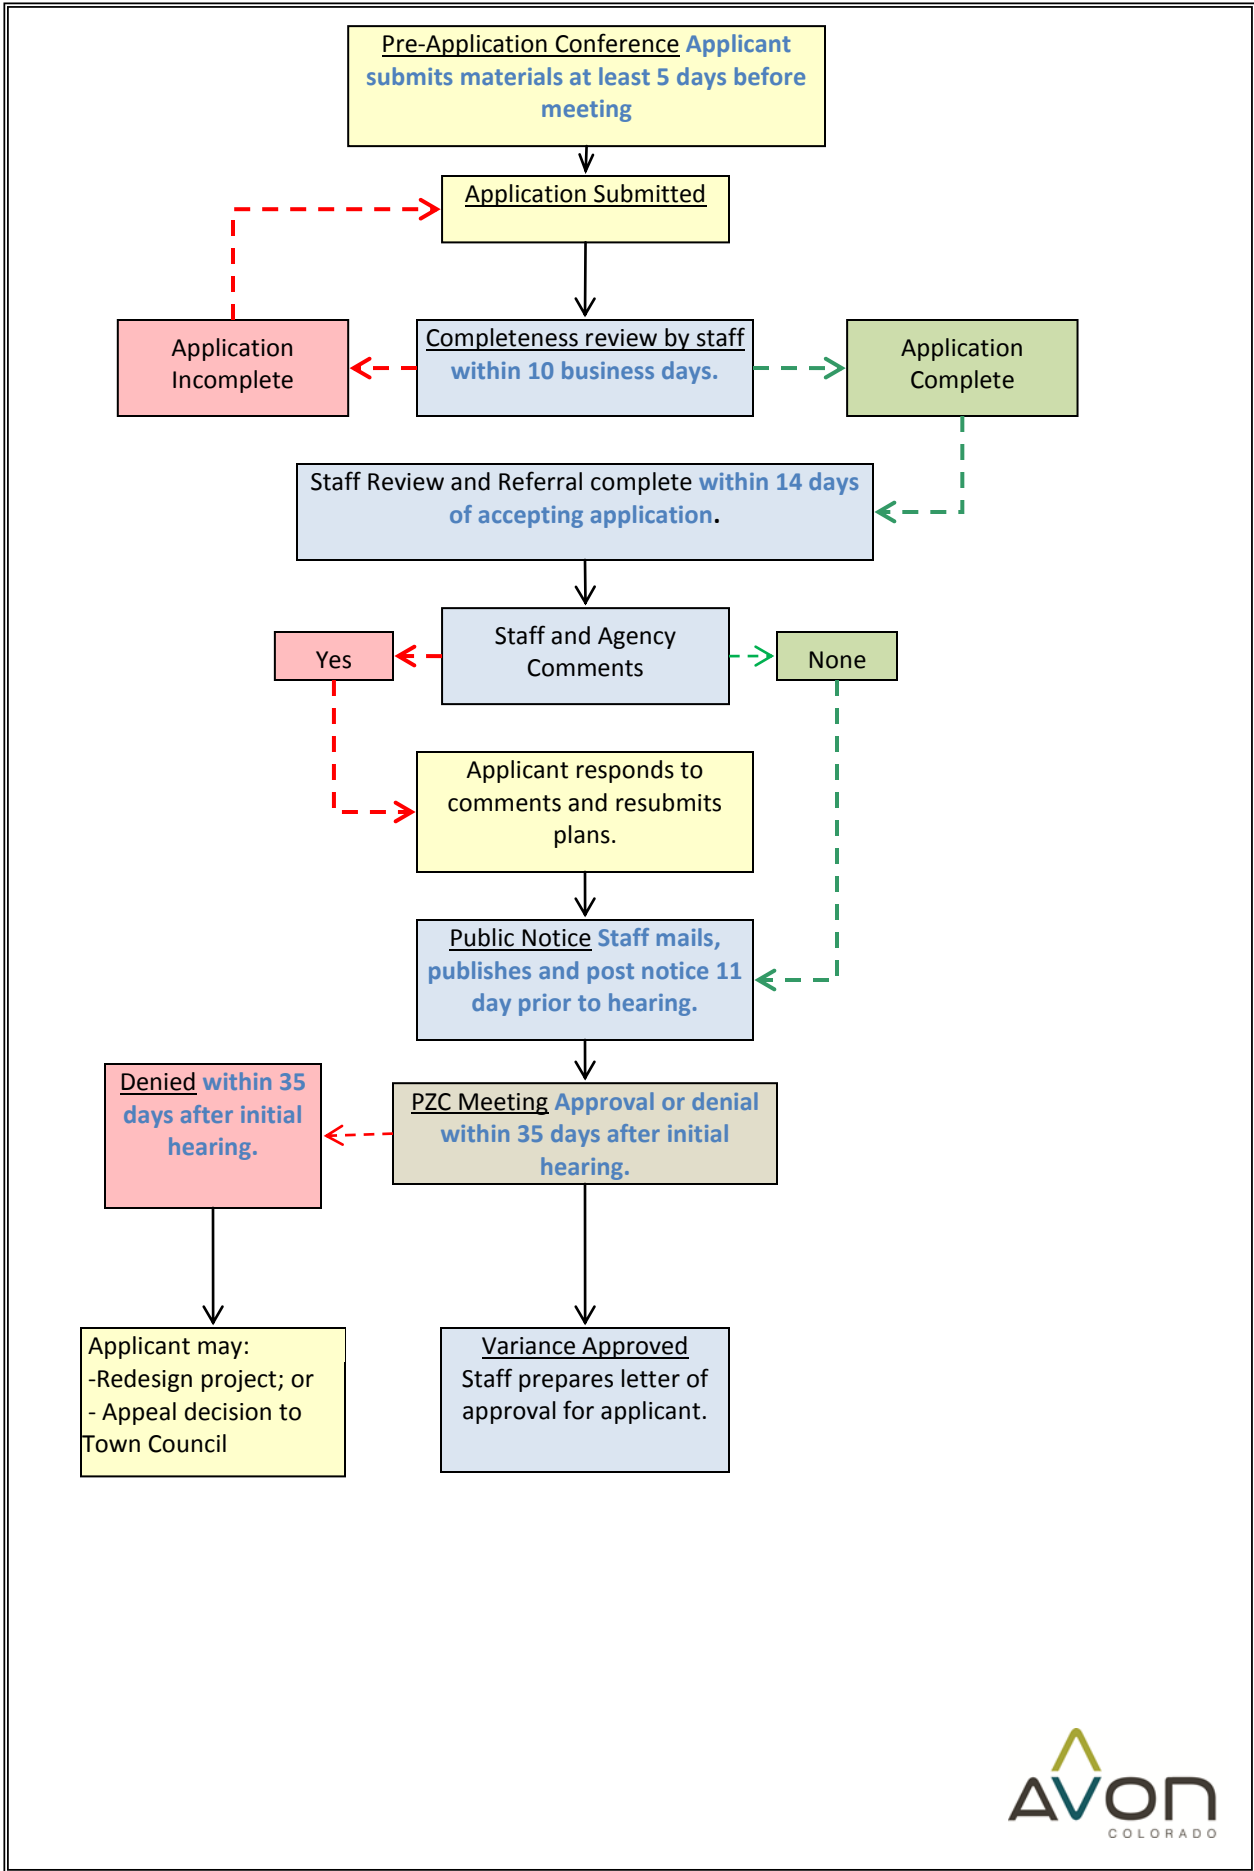 Pre-Application Conference Applicant
submits materials at least 5 days before
meeting
Application Submitted
Application
Incomplete
Completeness review by staff
within 10 business days.
Application
Complete
Staff Review and Referral complete within 14 days
of accepting application.
Yes
Staff and Agency
Comments
None
Applicant responds to
comments and resubmits
plans.
Public Notice Staff mails,
publishes and post notice 11
day prior to hearing.
Denied within 35
days after initial
hearing.
PZC Meeting Approval or denial
within 35 days after initial
hearing.
Applicant may:
-Redesign project; or
- Appeal decision to
Town Council
Variance Approved
Staff prepares letter of
approval for applicant.
AVON
COLORADO